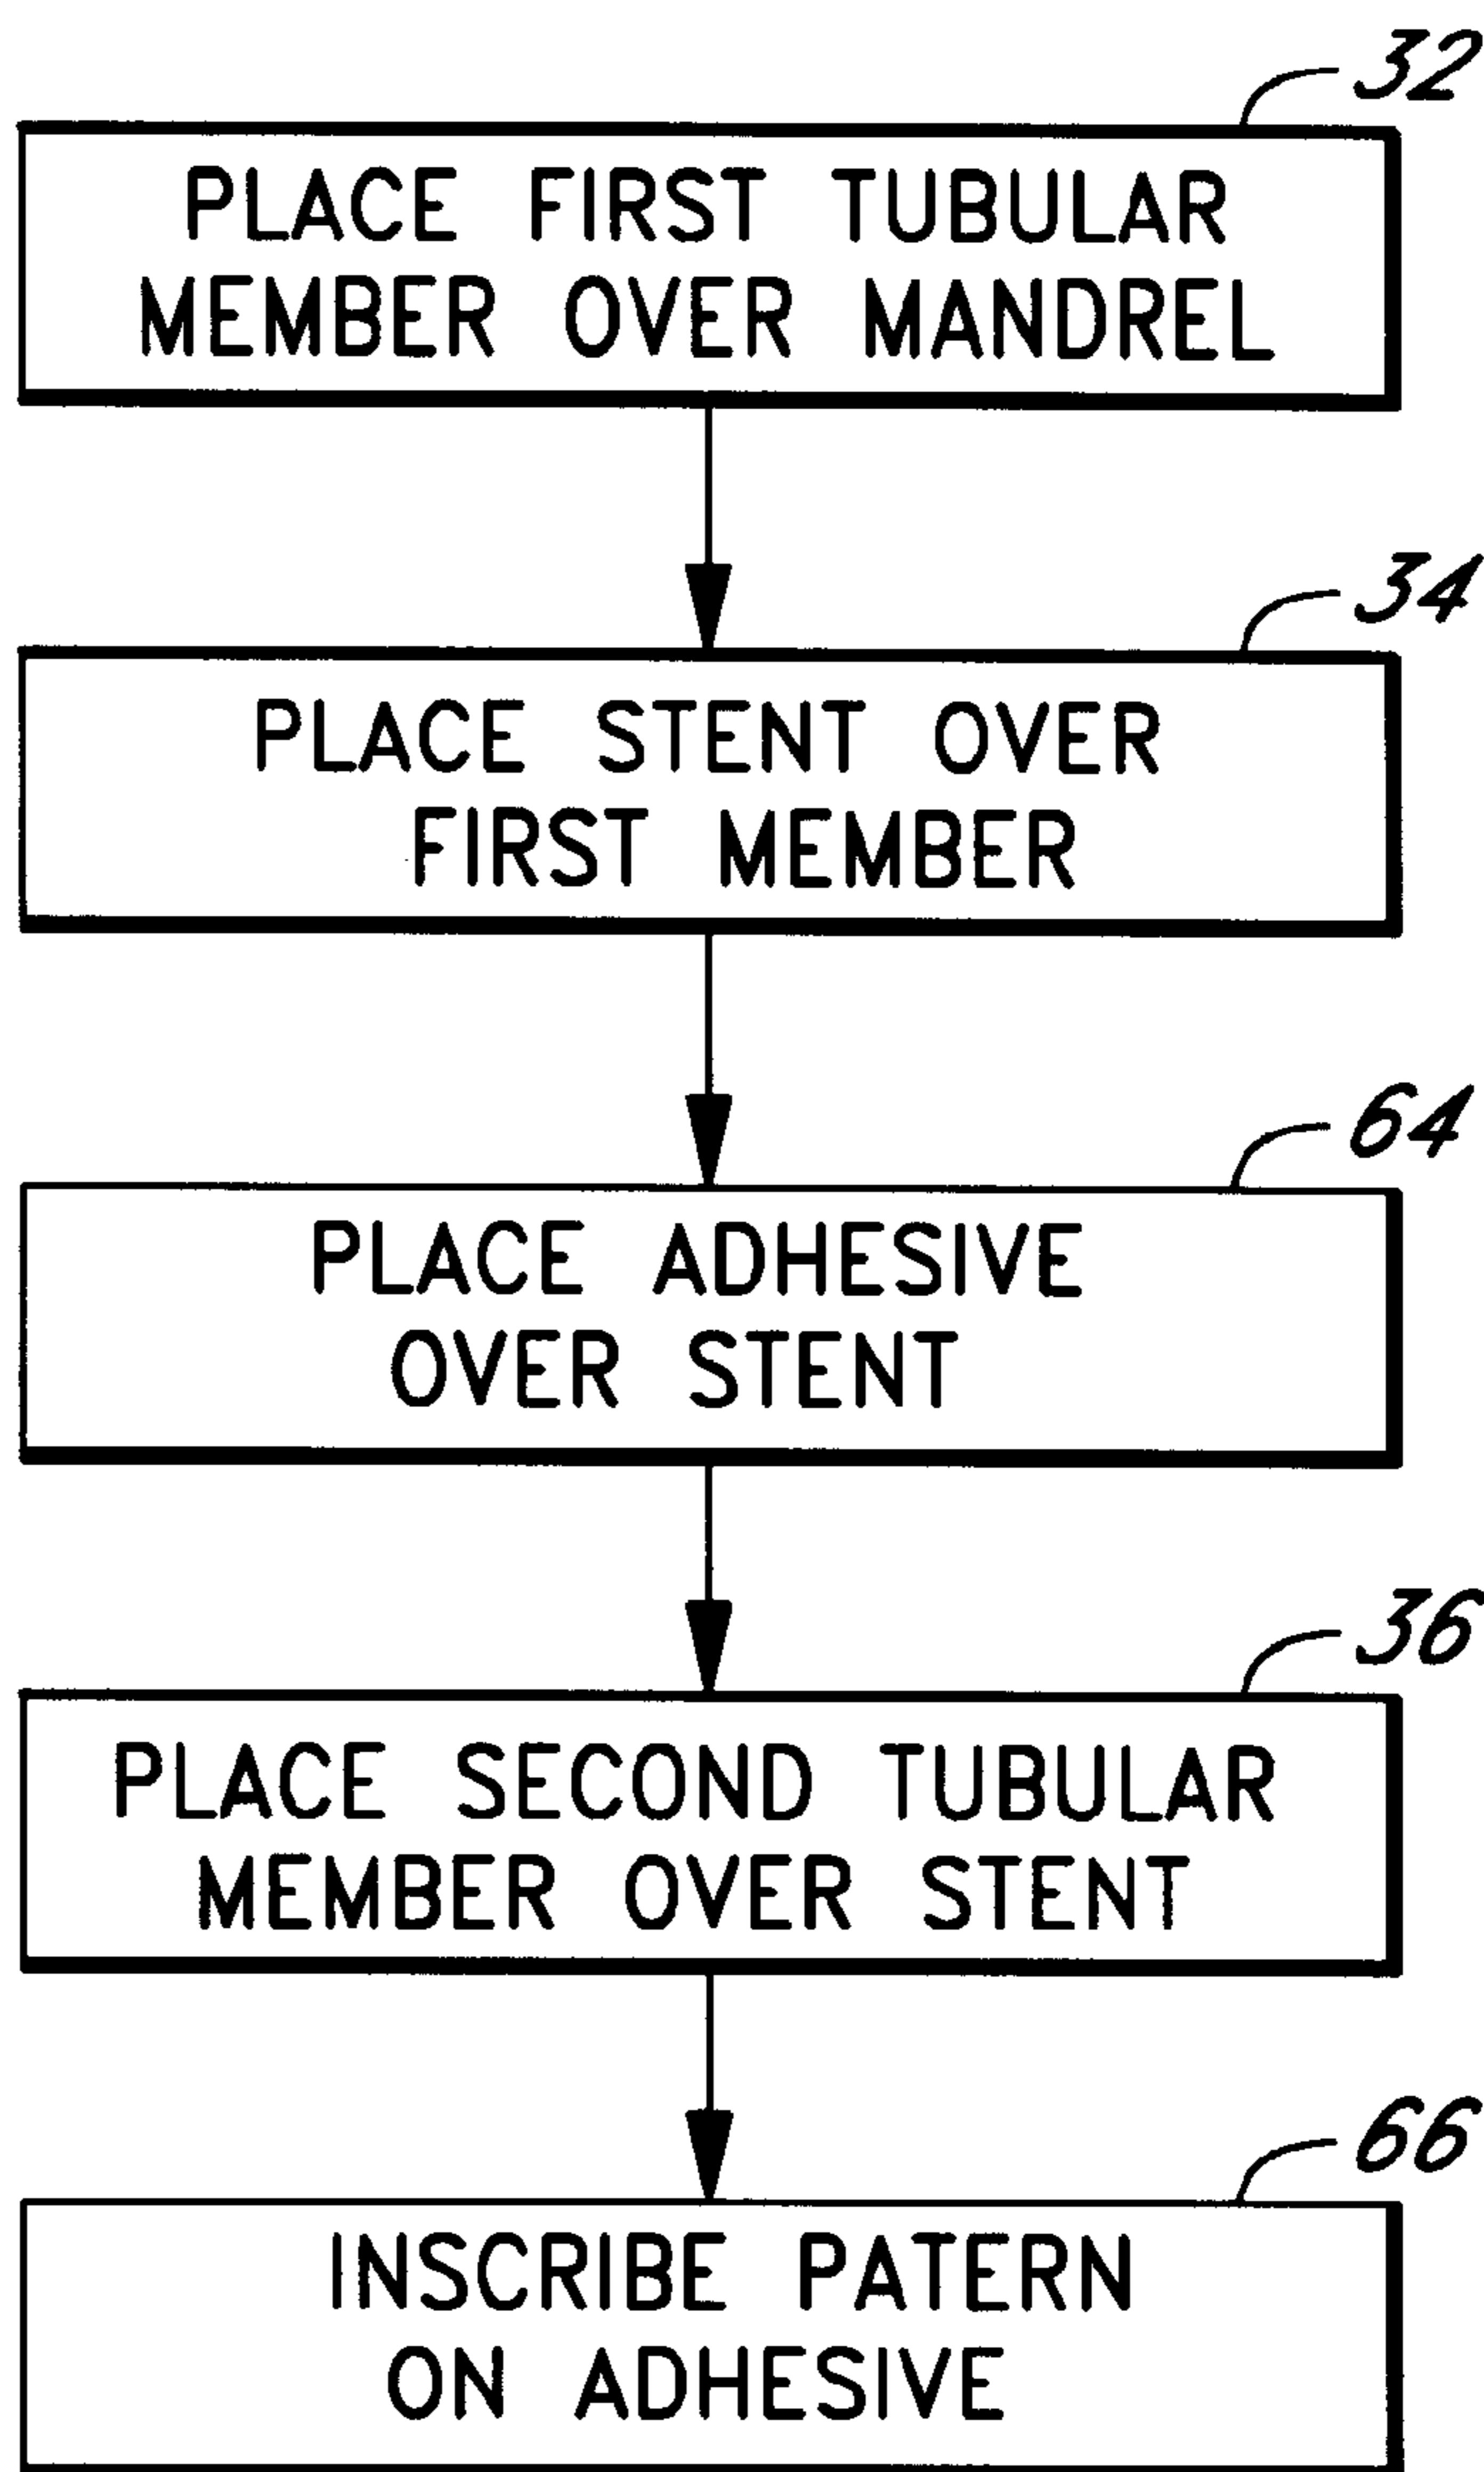 32
PLACE FIRST TUBULAR
MEMBER OVER MANDREL
34
PLACE STENT OVER
FIRST MEMBER
64
PLACE ADHESIVE
OVER STENT
36
PLACE SECOND TUBULAR
MEMBER OVER STENT
66
INSCRIBE PATERN
ON ADHESIVE